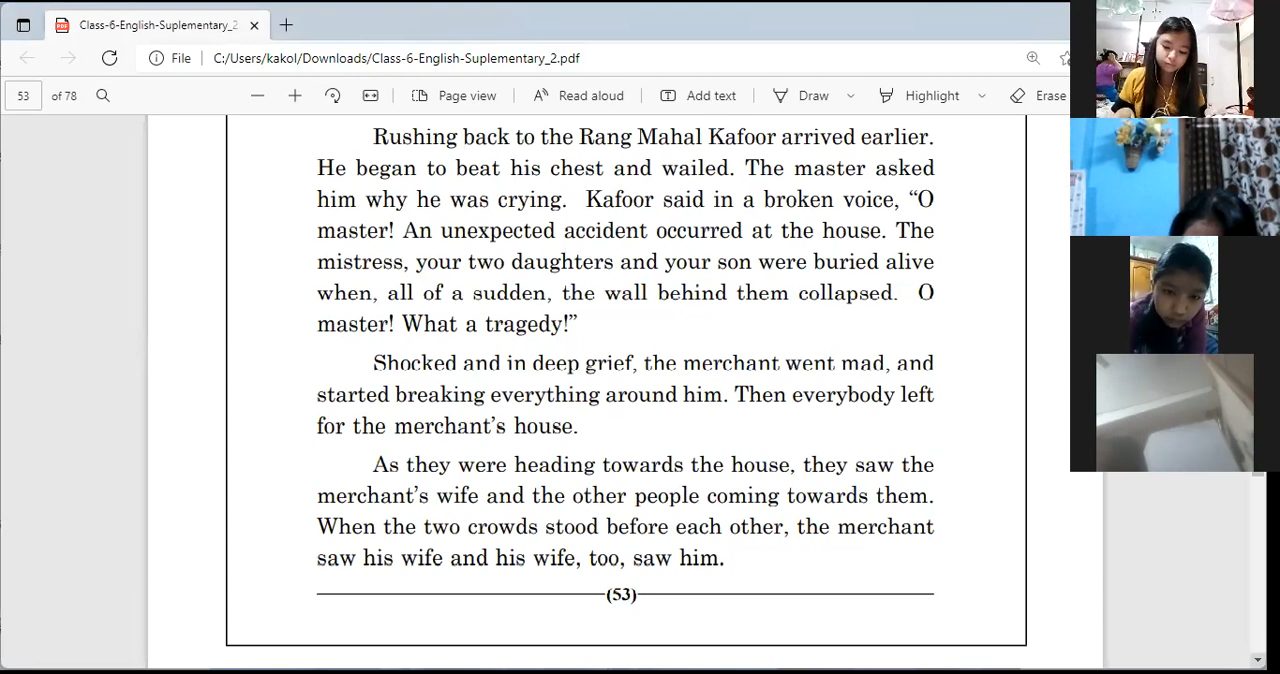 Class-6-English-Suplementary_2
File C:/Users/kakol/Downloads/Class-6-English-Suplementary_2.pdf
53 of 78 Page view Read aloud Add text Draw Highlight Erase
Rushing back to the Rang Mahal Kafoor arrived earlier.
He began to beat his chest and wailed. The master asked
him why he was crying. Kafoor said in a broken voice, “O
master! An unexpected accident occurred at the house. The
mistress, your two daughters and your son were buried alive
when, all of a sudden, the wall behind them collapsed. O
master! What a tragedy!”
Shocked and in deep grief, the merchant went mad, and
started breaking everything around him. Then everybody left
for the merchant’s house.
As they were heading towards the house, they saw the
merchant’s wife and the other people coming towards them.
When the two crowds stood before each other, the merchant
saw his wife and his wife, too, saw him.
(53)